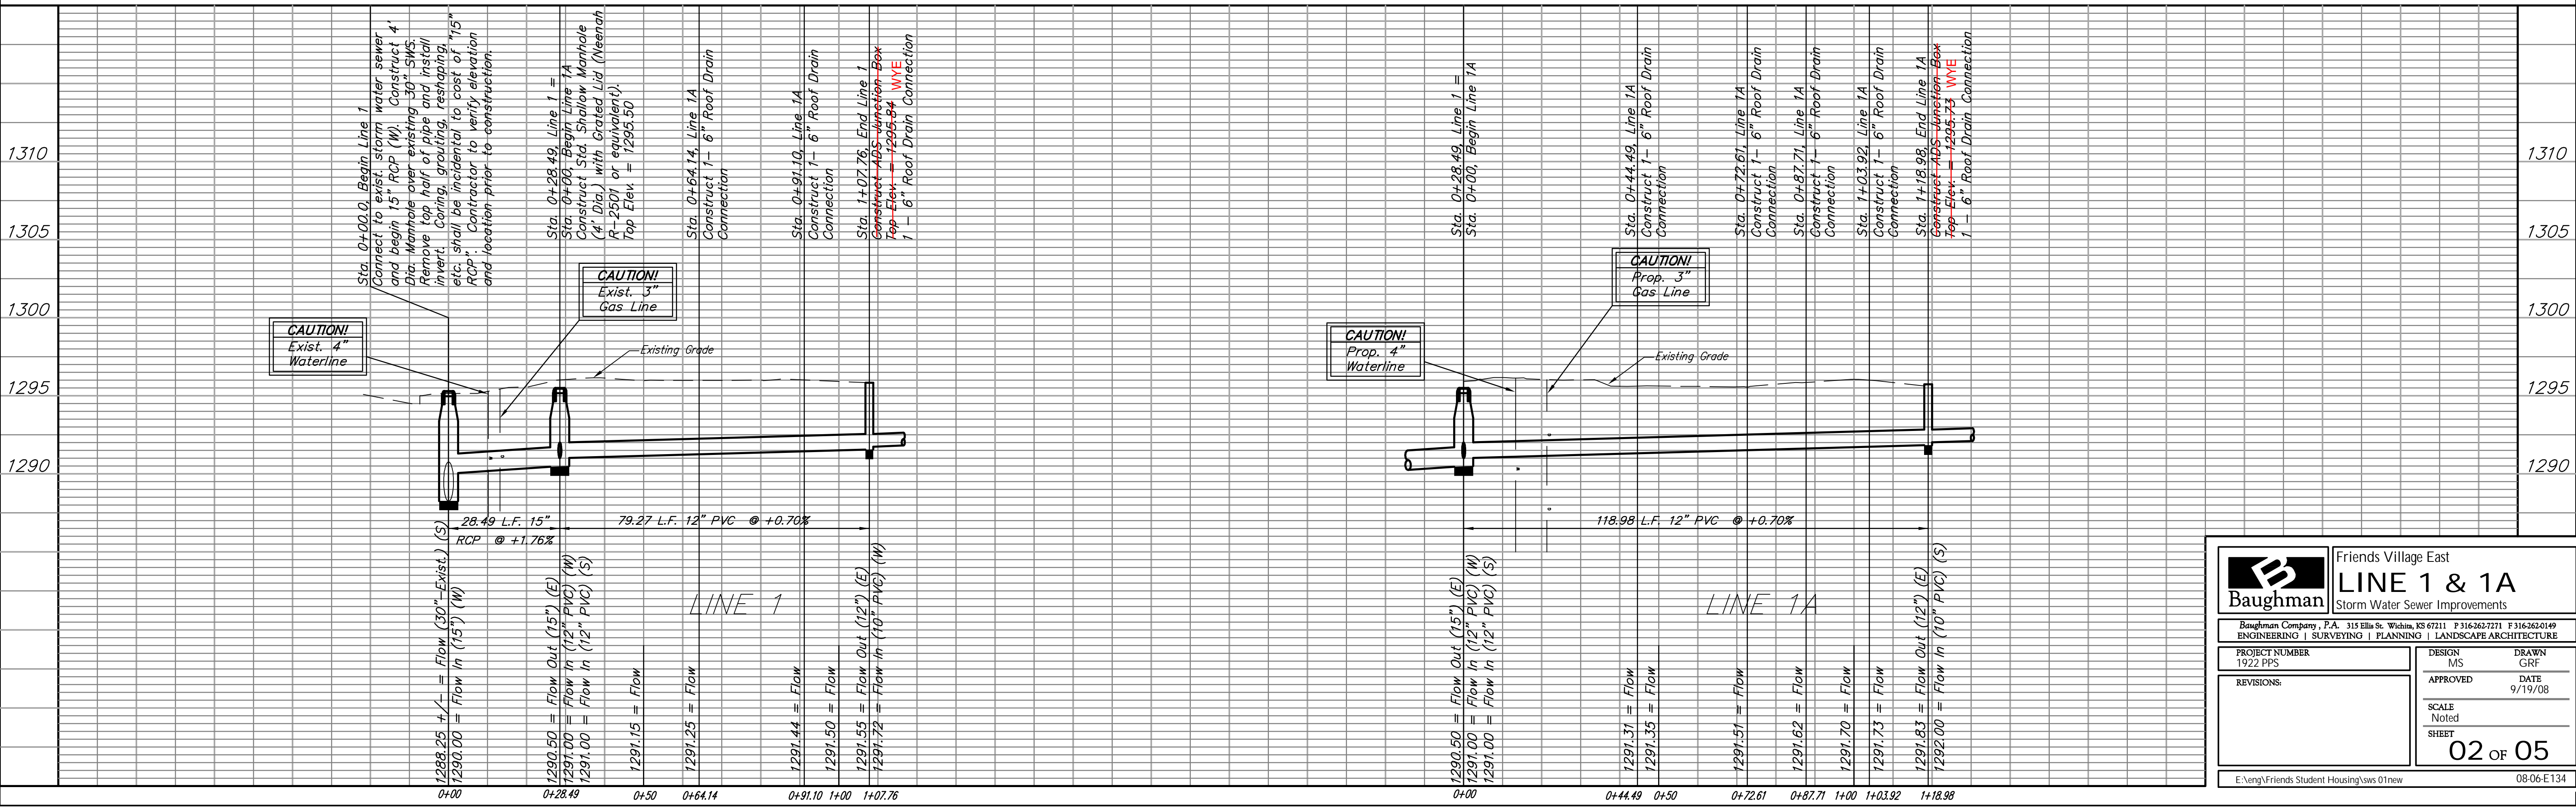 Sta. 0+00.0, Begin Line 1
Connect to exist. storm water sewer
and begin 15" RCP (W). Construct 4'
Dia. Manhole over existing 30" SWS.
Remove top half of pipe and install
invert. Coring, grouting, reshaping,
etc. shall be incidental to cost of "15"
RCP". Contractor to verify elevation
and location prior to construction.
Sta. 0+28.49, Line 1 =
Sta. 0+00, Begin Line 1A
Construct Std. Shallow Manhole
(4' Dia.) with Grated Lid (Neenah
R-2501 or equivalent).
Top Elev. = 1295.50
Sta. 0+64.14, Line 1A
Construct 1- 6" Roof Drain
Connection
Sta. 0+91.10, Line 1A
Construct 1- 6" Roof Drain
Connection
Sta. 1+07.76, End Line 1
Construct ADS Junction Box
WYE
Top Elev. = 1295.84
1 - 6" Roof Drain Connection
Sta. 0+28.49, Line 1 =
Sta. 0+00, Begin Line 1A
Sta. 0+44.49, Line 1A
Construct 1- 6" Roof Drain
Connection
Sta. 0+72.61, Line 1A
Construct 1- 6" Roof Drain
Connection
Sta. 0+87.71, Line 1A
Construct 1- 6" Roof Drain
Connection
Sta. 1+03.92, Line 1A
Construct 1- 6" Roof Drain
Connection
Sta. 1+18.98, End Line 1A
Construct ADS Junction Box
WYE
Top Elev. = 1295.73
1 - 6" Roof Drain Connection
1310
1305
1300
1295
1290
1310
1305
1300
1295
1290
CAUTION!
Exist. 4"
Waterline
CAUTION!
Exist. 3"
Gas Line
Existing Grade
CAUTION!
Prop. 4"
Waterline
CAUTION!
Prop. 3"
Gas Line
Existing Grade
28.49 L.F. 15"
RCP @ +1.76%
79.27 L.F. 12" PVC @ +0.70%
118.98 L.F. 12" PVC @ +0.70%
LINE 1
LINE 1A
1288.25 +/- = Flow (30"-Exist.) (S)
1290.00 = Flow In (15") (W)
1290.50 = Flow Out (15") (E)
1291.00 = Flow In (12" PVC) (W)
1291.00 = Flow In (12" PVC) (S)
1291.15 = Flow
1291.25 = Flow
1291.44 = Flow
1291.50 = Flow
1291.55 = Flow Out (12") (E)
1291.72 = Flow In (10" PVC) (W)
1290.50 = Flow Out (15") (E)
1291.00 = Flow In (12" PVC) (W)
1291.00 = Flow In (12" PVC) (S)
1291.31 = Flow
1291.35 = Flow
1291.51 = Flow
1291.62 = Flow
1291.70 = Flow
1291.73 = Flow
1291.83 = Flow Out (12") (E)
1292.00 = Flow In (10" PVC) (S)
0+00 0+28.49 0+50 0+64.14 0+91.10 1+00 1+07.76
0+00 0+44.49 0+50 0+72.61 0+87.71 1+00 1+03.92 1+18.98
B
Baughman
Friends Village East
LINE 1 & 1A
Storm Water Sewer Improvements
Baughman Company, P.A. 315 Ellis St. Wichita, KS 67211 P 316-262-7271 F 316-262-0149
ENGINEERING | SURVEYING | PLANNING | LANDSCAPE ARCHITECTURE
PROJECT NUMBER
1922 PPS
REVISIONS:
DESIGN
MS
DRAWN
GRF
APPROVED
DATE
9/19/08
SCALE
Noted
SHEET
02 OF 05
E:\eng\Friends Student Housing\sws 01new
08-06-E134